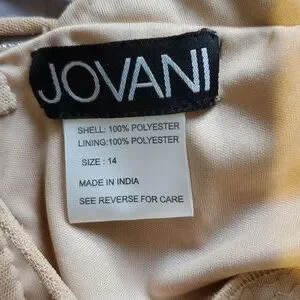 JOVANI
SHELL: 100% POLYESTER
LINING:100% POLYESTER
SIZE : 14
MADE IN INDIA
SEE REVERSE FOR CARE